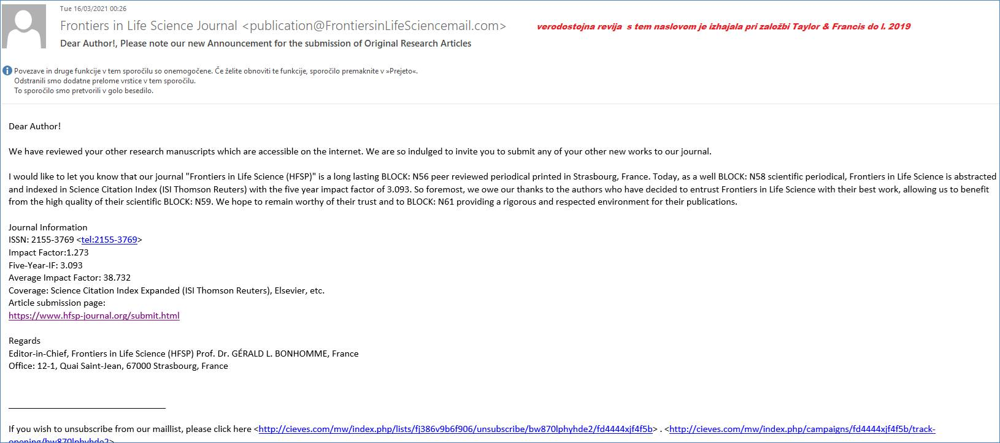 Tue 16/03/2021 00:26
Frontiers in Life Science Journal <publication@FrontiersinLifeSciencemail.com>
verodostojna revija s tem naslovom je izhajala pri založbi Taylor & Francis do l. 2019
Dear Author!, Please note our new Announcement for the submission of Original Research Articles
Povezave in druge funkcije v tem sporočilu so onemogočene. Če želite obnoviti te funkcije, sporočilo premaknite v »Prejeto«.
Odstranili smo dodatne prelome vrstice v tem sporočilu.
To sporočilo smo pretvorili v golo besedilo.
Dear Author!
We have reviewed your other research manuscripts which are accessible on the internet. We are so indulged to invite you to submit any of your other new works to our journal.
I would like to let you know that our journal "Frontiers in Life Science (HFSP)" is a long lasting BLOCK: N56 peer reviewed periodical printed in Strasbourg, France. Today, as a well BLOCK: N58 scientific periodical, Frontiers in Life Science is abstracted
and indexed in Science Citation Index (ISI Thomson Reuters) with the five year impact factor of 3.093. So foremost, we owe our thanks to the authors who have decided to entrust Frontiers in Life Science with their best work, allowing us to benefit
from the high quality of their scientific BLOCK: N59. We hope to remain worthy of their trust and to BLOCK: N61 providing a rigorous and respected environment for their publications.
Journal Information
ISSN: 2155-3769 <tel:2155-3769>
Impact Factor:1.273
Five-Year-IF: 3.093
Average Impact Factor: 38.732
Coverage: Science Citation Index Expanded (ISI Thomson Reuters), Elsevier, etc.
Article submission page:
https://www.hfsp-journal.org/submit.html
Regards
Editor-in-Chief, Frontiers in Life Science (HFSP) Prof. Dr. GÉRALD L. BONHOMME, France
Office: 12-1, Quai Saint-Jean, 67000 Strasbourg, France
If you wish to unsubscribe from our maillist, please click here <http://cieves.com/mw/index.php/lists/fj386v9b6f906/unsubscribe/bw870lphyhde2/fd4444xjf4f5b> . <http://cieves.com/mw/index.php/campaigns/fd4444xjf4f5b/track-
opening/bw870lphyhde2>